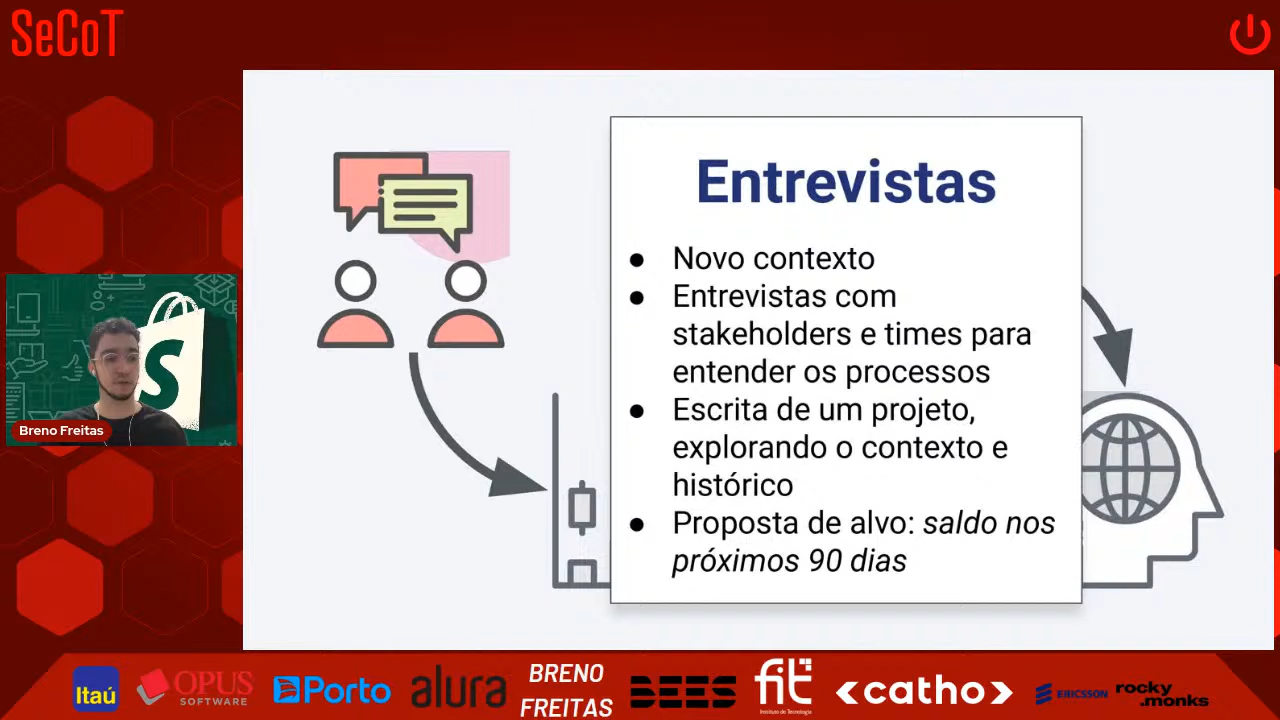 SeCoT
Entrevistas
● Novo contexto
● Entrevistas com
stakeholders e times para
entender os processos
● Escrita de um projeto,
explorando o contexto e
histórico
● Proposta de alvo: saldo nos
próximos 90 dias
S
Breno Freitas
Itaú
OPUS
SOFTWARE
Porto
alura
BRENO
FREITAS
BEES
fit
Instituto de Tecnologia
<catho>
ERICSSON
rocky
.monks